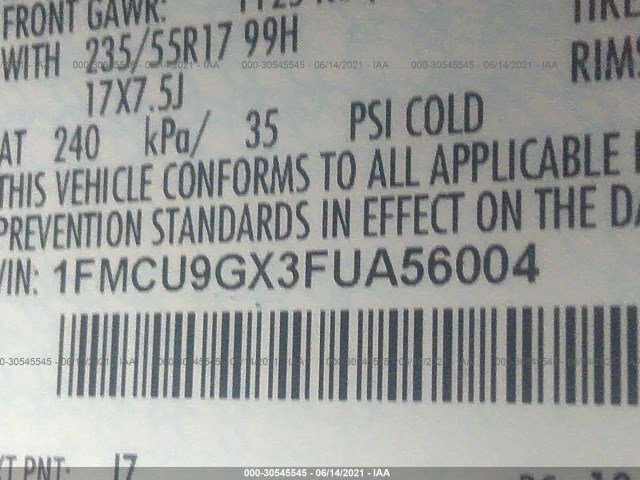 FRONT GAWR:
WITH 235/55R17 99H
RIMS
17X7.5J
AT 240 kPa/ 35 PSI COLD
THIS VEHICLE CONFORMS TO ALL APPLICABLE
PREVENTION STANDARDS IN EFFECT ON THE DA
VIN: 1FMCU9GX3FUA56004
000-30545545 - 06/14/2021 - IAA